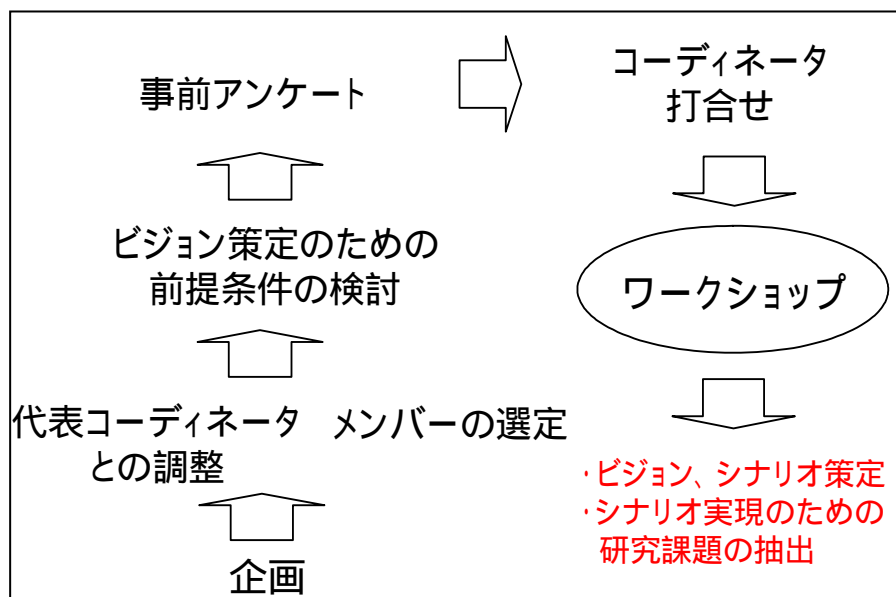 事前アンケート
コーディネータ
打合せ
ビジョン策定のための
前提条件の検討
ワークショップ
代表コーディネータ メンバーの選定
との調整
企画
・ビジョン、シナリオ策定
・シナリオ実現のための
研究課題の抽出